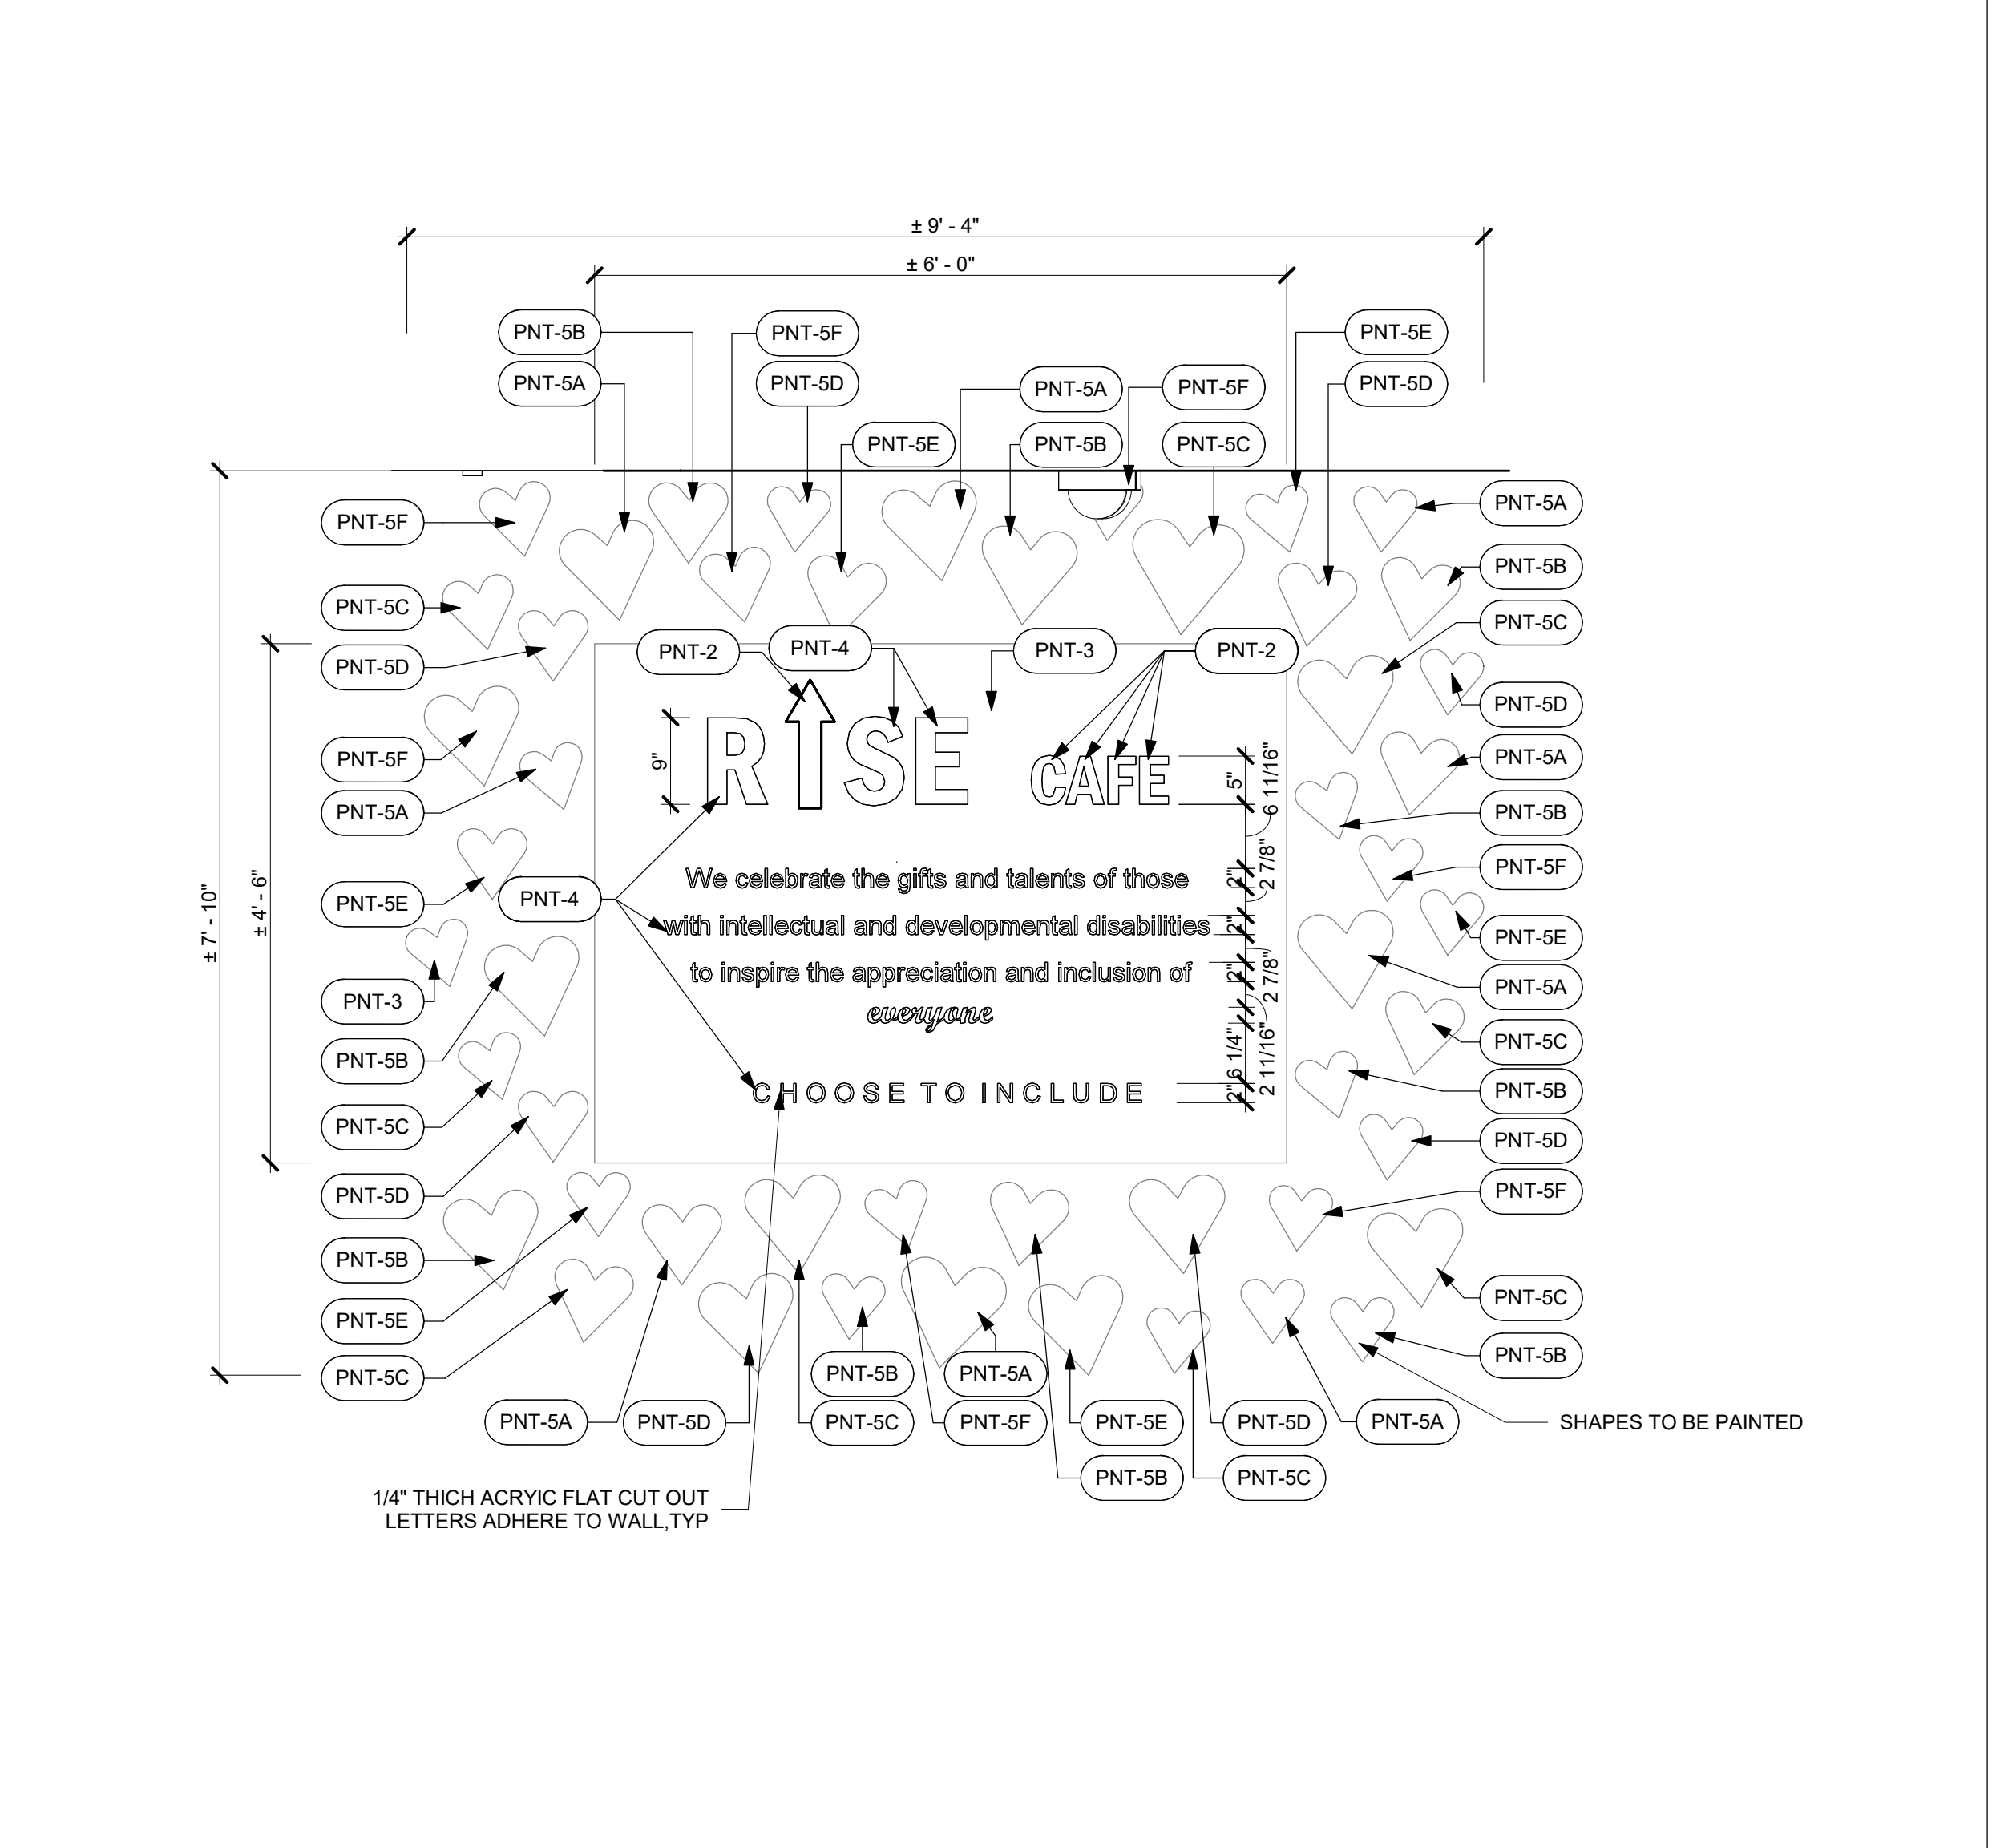 ± 9' - 4"
± 6' - 0"
PNT-5B
PNT-5F
PNT-5E
PNT-5A
PNT-5D
PNT-5A
PNT-5F
PNT-5D
PNT-5E
PNT-5B
PNT-5C
PNT-5F
PNT-5A
PNT-5B
PNT-5C
PNT-5C
PNT-5D
PNT-2
PNT-4
PNT-3
PNT-2
PNT-5D
PNT-5F
PNT-5A
PNT-5A
PNT-5B
9"
RISE
CAFE
5"
6 11/16"
PNT-5F
PNT-5E
PNT-4
We celebrate the gifts and talents of those
2"
2 7/8"
± 7' - 10"
± 4' - 6"
with intellectual and developmental disabilities
2"
PNT-5E
to inspire the appreciation and inclusion of
2"
2 7/8"
PNT-3
PNT-5A
everyone
PNT-5B
PNT-5C
6 1/4"
2 11/16"
CHOOSE TO INCLUDE
2"
PNT-5B
PNT-5C
PNT-5D
PNT-5D
PNT-5F
PNT-5B
PNT-5C
PNT-5E
PNT-5B
PNT-5C
PNT-5B
PNT-5A
PNT-5A
PNT-5D
PNT-5C
PNT-5F
PNT-5E
PNT-5D
PNT-5A
SHAPES TO BE PAINTED
PNT-5B
PNT-5C
1/4" THICH ACRYIC FLAT CUT OUT
LETTERS ADHERE TO WALL,TYP